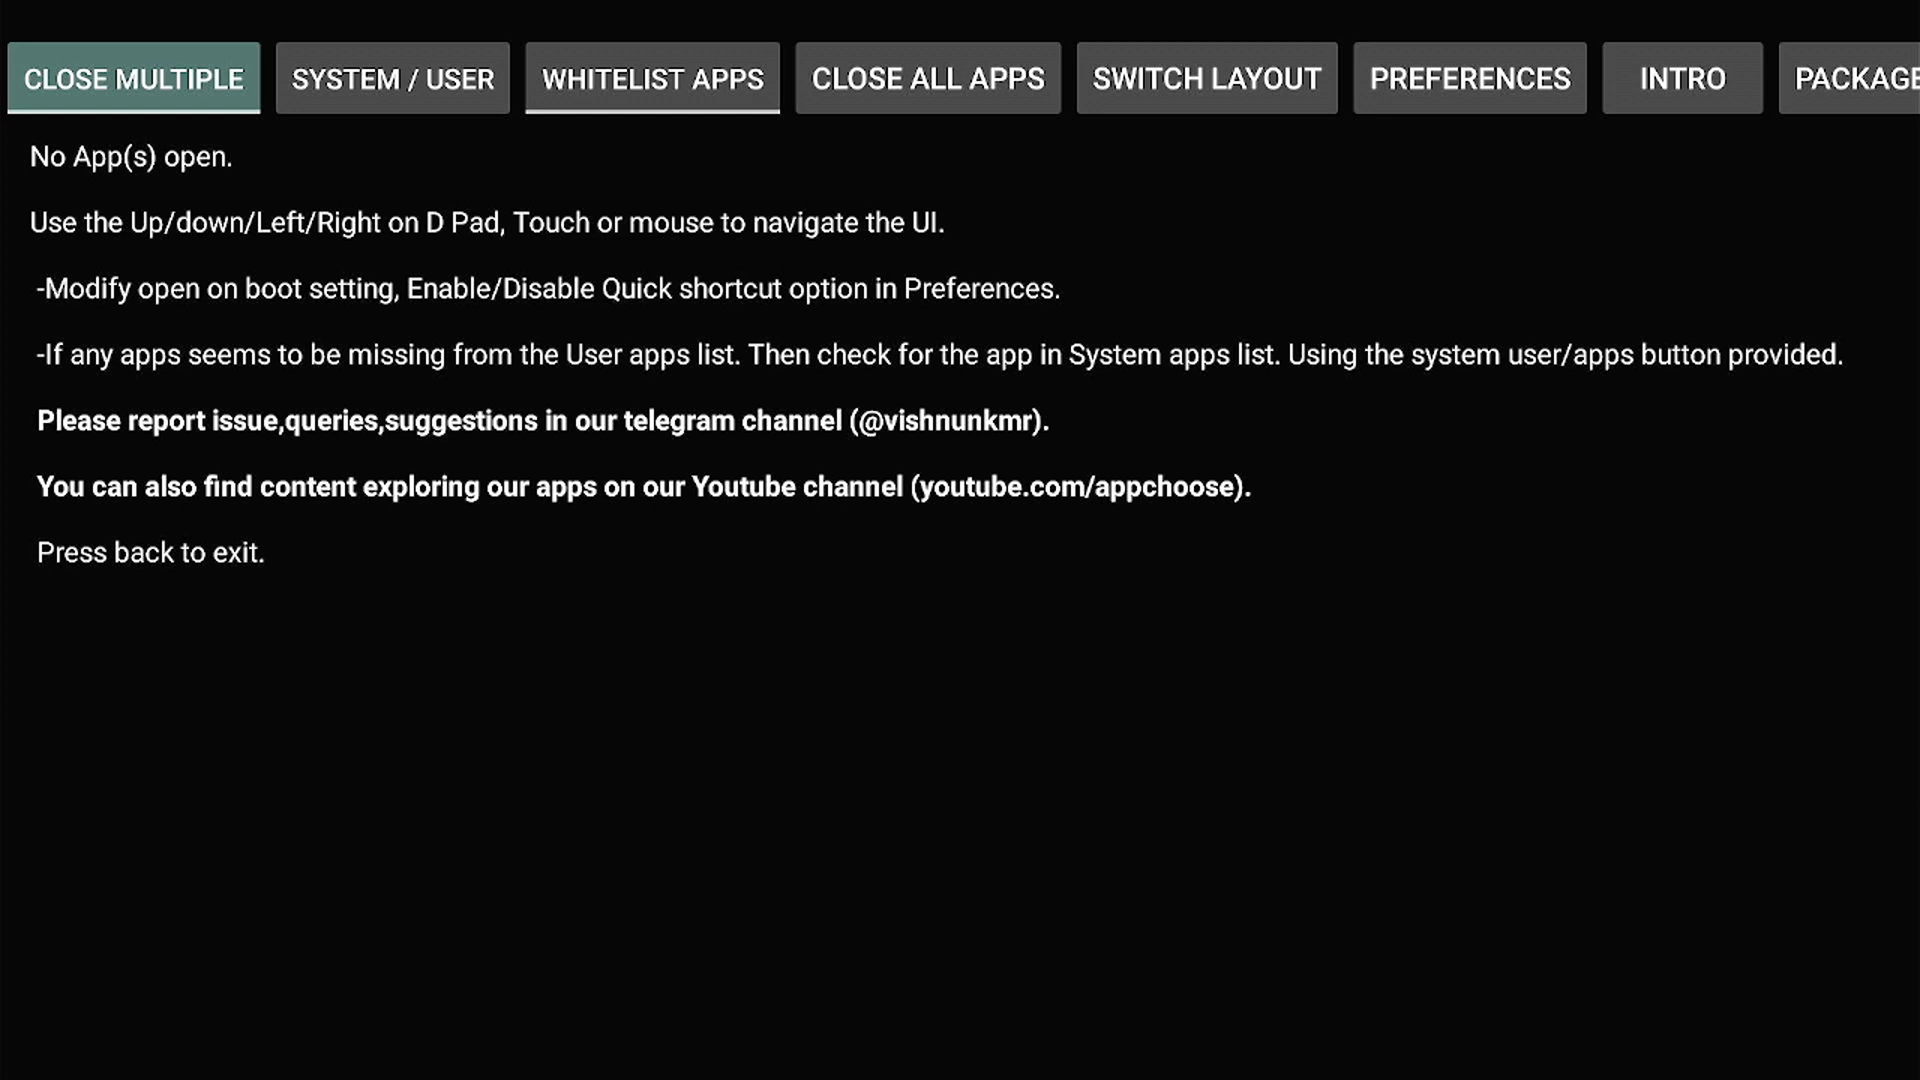 CLOSE MULTIPLE SYSTEM / USER WHITELIST APPS CLOSE ALL APPS SWITCH LAYOUT PREFERENCES INTRO PACKAGE
No App(s) open.
Use the Up/down/Left/Right on D Pad, Touch or mouse to navigate the UI.
-Modify open on boot setting, Enable/Disable Quick shortcut option in Preferences.
-If any apps seems to be missing from the User apps list. Then check for the app in System apps list. Using the system user/apps button provided.
Please report issue,queries,suggestions in our telegram channel (@vishnunkmr).
You can also find content exploring our apps on our Youtube channel (youtube.com/appchoose).
Press back to exit.